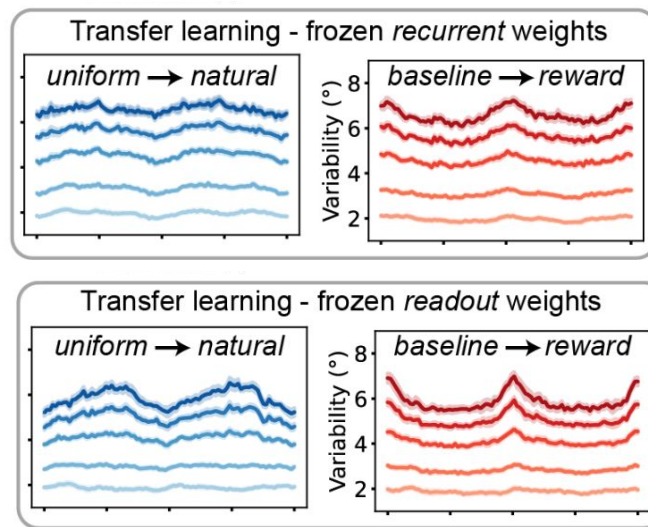 Transfer learning - frozen recurrent weights
uniform → natural
baseline → reward
Variability (°)
8
6
4
2
Transfer learning - frozen readout weights
uniform → natural
baseline → reward
Variability (°)
8
6
4
2